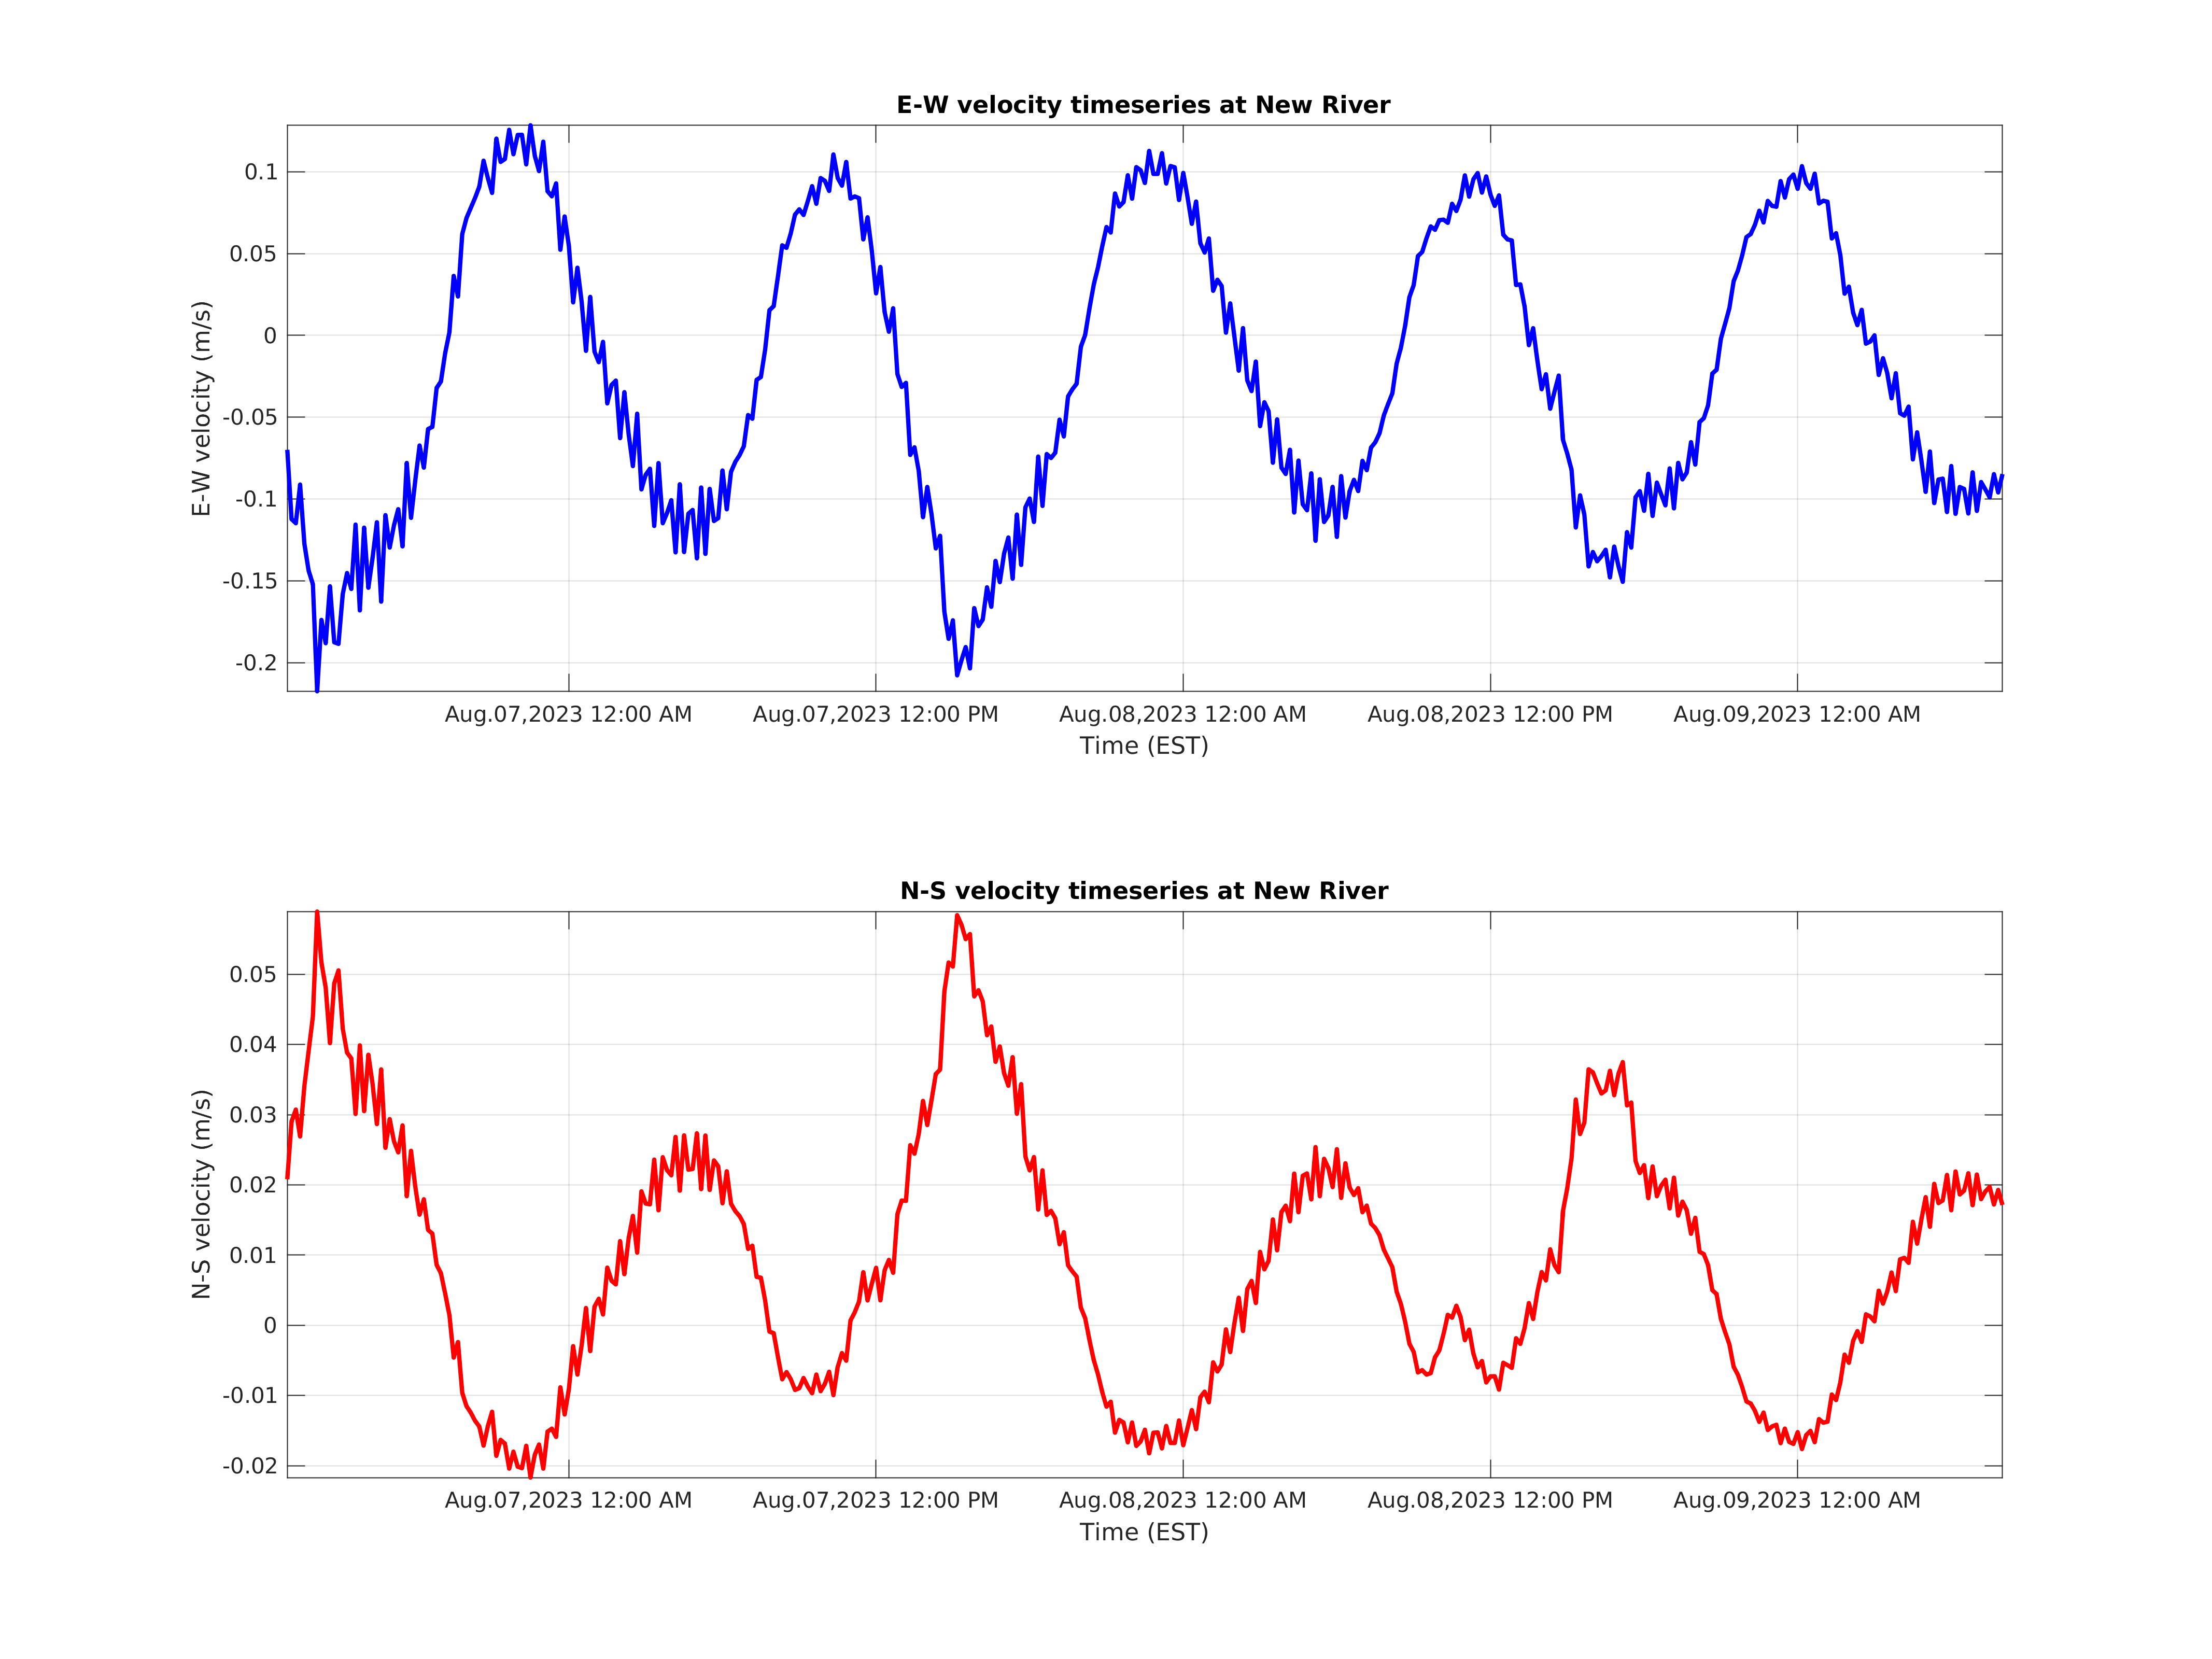 E-W velocity timeseries at New River
0.1
0.05
0
-0.05
-0.1
-0.15
-0.2
E-W velocity (m/s)
Aug.07,2023 12:00 AM Aug.07,2023 12:00 PM Aug.08,2023 12:00 AM Aug.08,2023 12:00 PM Aug.09,2023 12:00 AM
Time (EST)
N-S velocity timeseries at New River
0.05
0.04
0.03
0.02
0.01
0
-0.01
-0.02
N-S velocity (m/s)
Aug.07,2023 12:00 AM Aug.07,2023 12:00 PM Aug.08,2023 12:00 AM Aug.08,2023 12:00 PM Aug.09,2023 12:00 AM
Time (EST)